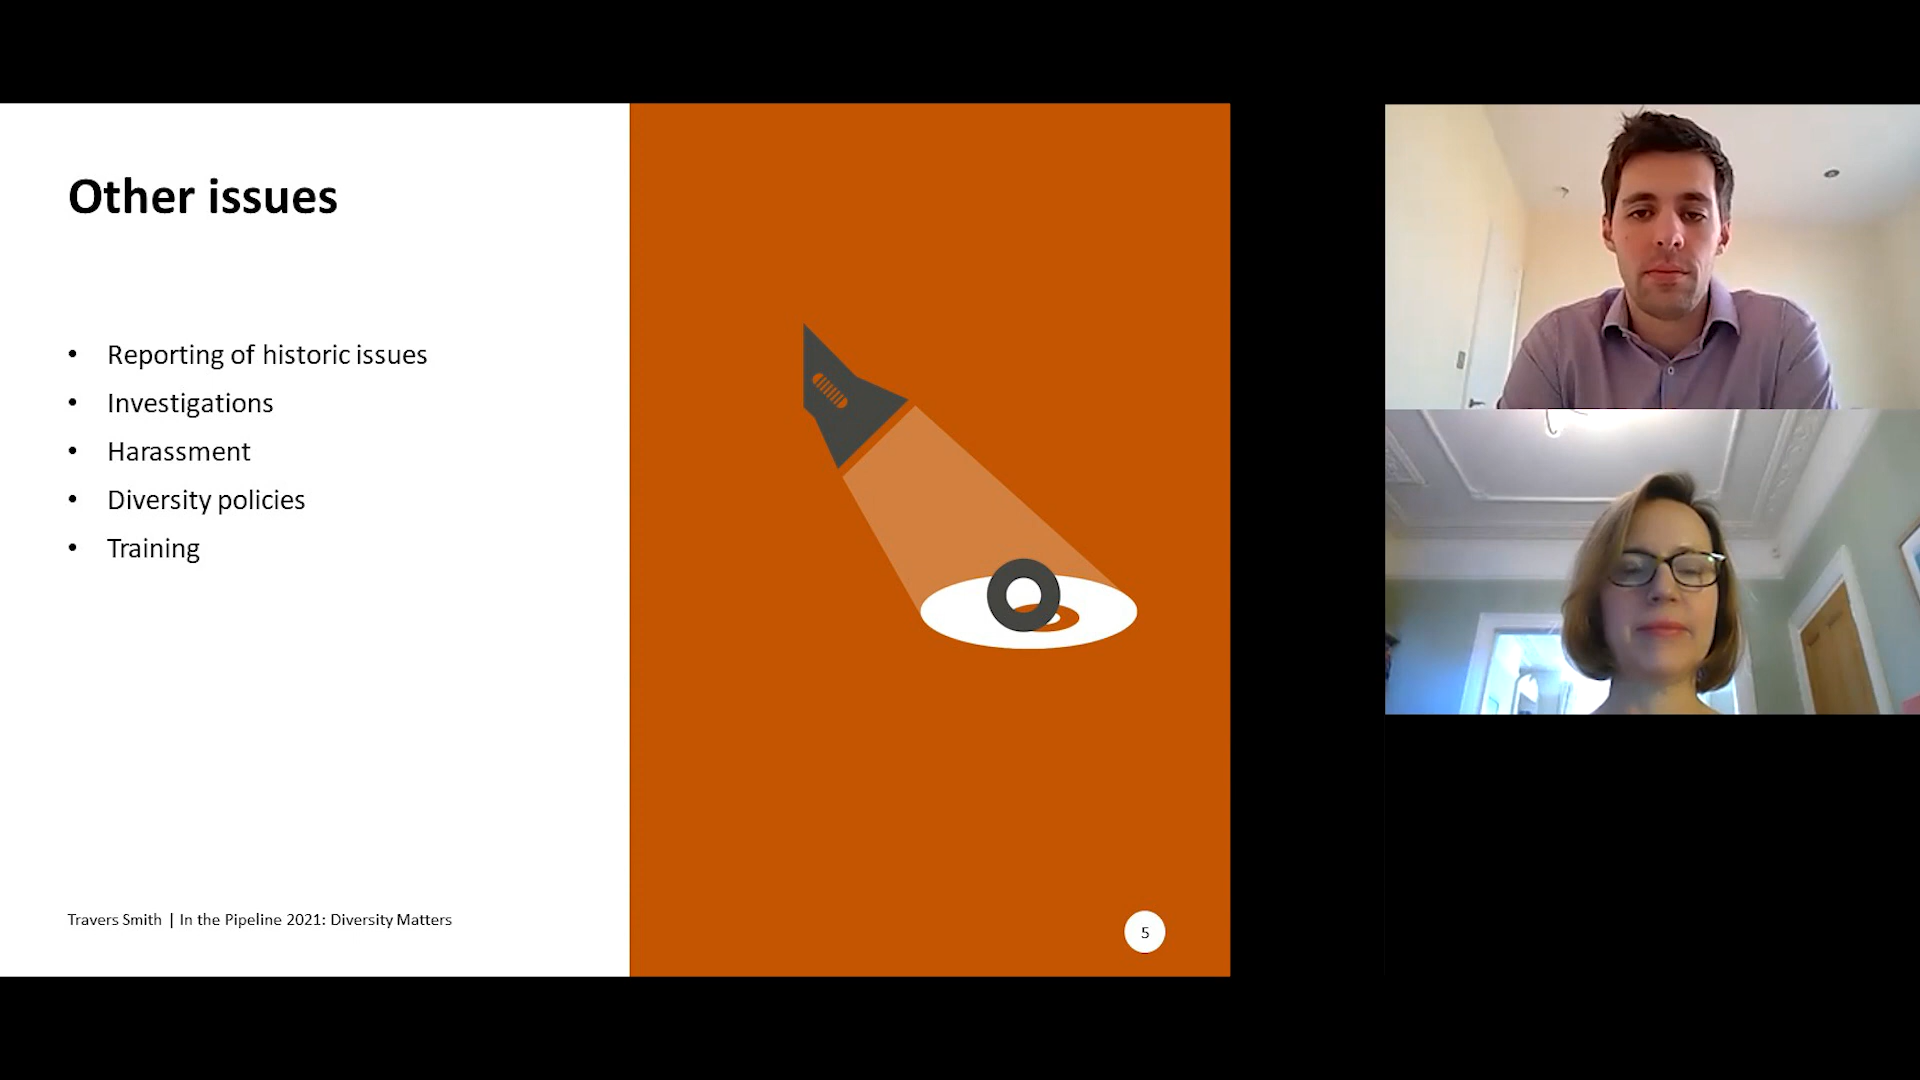 Other issues
• Reporting of historic issues
• Investigations
• Harassment
• Diversity policies
• Training
Travers Smith | In the Pipeline 2021: Diversity Matters
5